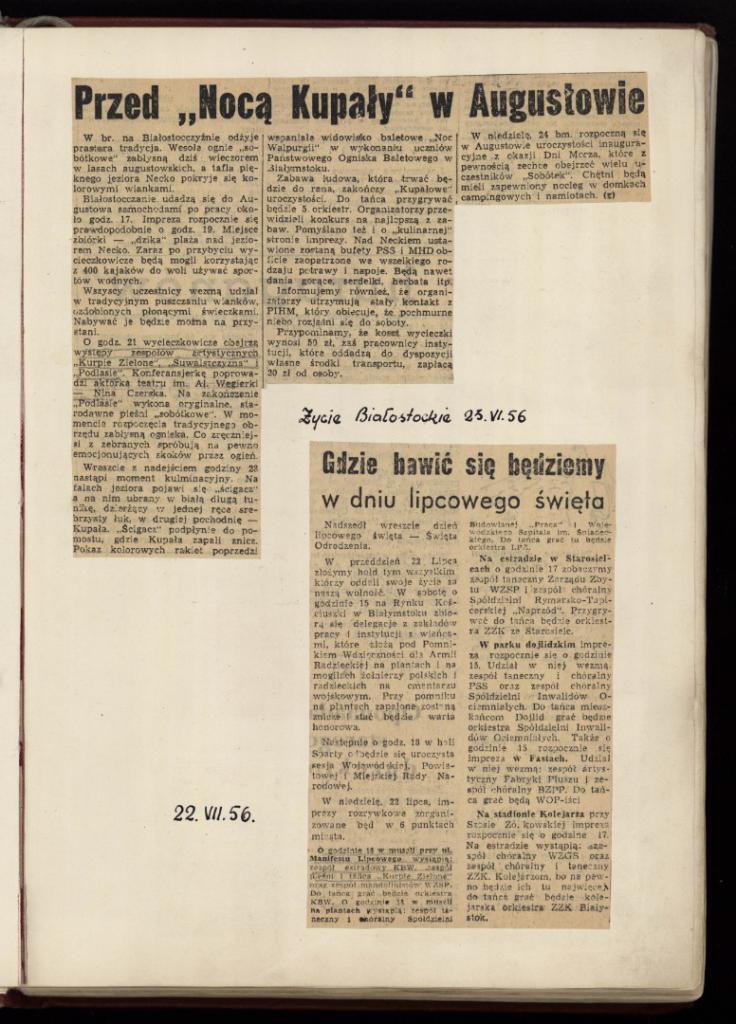 Przed „Nocą Kupały“ w Augustowie
W br. na Białostocczyźnie odżyje
prastara tradycja. Wesoła ognie „so-
bótkowe“ zabłysną dziś wieczorem
w lasach augustowskich, a tafla pię-
knego jeziora Necko pokryje się ko-
lorowymi wiankami.
Białostocczanie udadzą się do Au-
gustowa samochodami po pracy oko-
ło godz. 17. Impreza rozpocznie się
prawdopodobnie o godz. 19. Miejsce
zbiórki — „dzika“ plaża nad jezio-
rem Necko. Zaraz po przybyciu wy-
cieczkowicze będą mogli korzystając
z 400 kajaków do woli używać spor-
tów wodnych.
Wszyscy uczestnicy wezmą udział
w tradycyjnym puszczaniu wianków,
ozdobionych płonącymi świeczkami.
Nabywać je będzie można na przy-
stani.
O godz. 21 wycieczkowicze obejrzą
występy zespołów artystycznych
„Kurpie Zielone“, „Suwalszczyzna“ i
„Podlasie“. Konferansjerkę poprowa-
dzi aktorka teatru im. Al. Węgierki
— Nina Czerska. Na zakończenie
„Podlasie“ wykona oryginalne, sta-
rodawne pieśni „sobótkowe“. W mo-
mencie rozpoczęcia tradycyjnego ob-
rzędu zabłysną ogniska. Co zręczniej-
si z zebranych spróbują na pewno
emocjonujących skoków przez ogień.
Wreszcie z nadejściem godziny 23
nastąpi moment kulminacyjny. Na
falach jeziora pojawi się „ścigacz“
a na nim ubrany w białą długą tu-
nikę, dzierżący w jednej ręce sre-
brzysty łuk, w drugiej pochodnię —
Kupała. „Ścigacz“ podpłynie do po-
mostu, gdzie Kupała zapali znicz.
Pokaz kolorowych rakiet poprzedzi
wspaniałe widowisko baletowe „Noc
Walpurgii“ w wykonaniu uczniów
Państwowego Ogniska Baletowego w
Białymstoku.
Zabawa ludowa, która trwać bę-
dzie do rana, zakończy „Kupałowe“
uroczystości. Do tańca przygrywać
będzie 5 orkiestr. Organizatorzy prze-
widzieli konkurs na najlepszą z za-
baw. Pomyślano też i o „kulinarnej“
stronie imprezy. Nad Neckiem usta-
wione zostaną bufety PSS i MHD ob-
ficie zaopatrzone we wszelkiego ro-
dzaju potrawy i napoje. Będą nawet
dania gorące, serdelki, herbata itp.
Informujemy również, że organi-
zatorzy utrzymują stały kontakt z
PIHM, który obiecuje, że pochmurne
niebo rozjaśni się do soboty.
Przypominamy, że koszt wycieczki
wynosi 50 zł, zaś pracownicy insty-
tucji, które oddadzą do dyspozycji
własne środki transportu, zapłacą
20 zł od osoby.
W niedzielę, 24 bm. rozpoczną się
w Augustowie uroczystości inaugura-
cyjne z okazji Dni Morza, które z
pewnością zechce obejrzeć wielu u-
czestników „Sobótek“. Chętni będą
mieli zapewniony nocleg w domkach
campingowych i namiotach. (g)
Życie Białostockie 23.VI.56
Gdzie bawić się będziemy
w dniu lipcowego święta
Nadszedł wreszcie dzień
lipcowego święta — Święta
Odrodzenia.
W przeddzień 22 Lipca
złożymy hołd tym wszystkim
którzy oddali swoje życie za
naszą wolność. W sobotę o
godzinie 15 na Rynku Koś-
ciuszki w Białymstoku zbio-
rą się delegacje z zakładów
pracy i instytucji z wieńca-
mi, które złożą pod Pomni-
kiem Wdzięczności dla Armii
Radzieckiej na plantach i na
mogiłach żołnierzy polskich i
radzieckich na cmentarzu
wojskowym. Przy pomniku
na plantach zapalone zostaną
znicze i stać będzie warta
honorowa.
Następnie o godz. 18 w hali
Sparty odbędzie się uroczysta
sesja Wojewódzkiej, Powia-
towej i Miejskiej Rady Na-
rodowej.
W niedzielę, 22 lipca, im-
prezy rozrywkowe zorgani-
zowane będą w 6 punktach
miasta.
O godzinie 18 w muszli przy ul.
Manifestu Lipcowego wystąpią:
zespół estradowy KBW, zespół
pieśni i tańca „Kurpie Zielone“
oraz zespół mandolinistów WZSP.
Do tańca grać będzie orkiestra
KBW. O godzinie 18 w muszli
na plantach wystąpią: zespół ta-
neczny i chóralny Spółdzielni
Budowlanej „Praca“ i Woje-
wódzkiego Szpitala im. Śniadec-
kiego. Do tańca grać tu będzie
orkiestra LPŻ.
Na estradzie w Starosiel-
cach o godzinie 17 zobaczymy
zespół taneczny Zarządu Zby-
tu WZSP i zespół chóralny
Spółdzielni Rymarsko-Tapi-
cerskiej „Naprzód“. Przygry-
wać do tańca będzie orkiest-
ra ZZK ze Starosielc.
W parku dojlidzkim impre-
za rozpocznie się o godzinie
15. Udział w niej wezmą
zespół taneczny i chóralny
PSS oraz zespół chóralny
Spółdzielni Inwalidów O-
ciemniałych. Do tańca miesz-
kańcom Dojlid grać będzie
orkiestra Spółdzielni Inwali-
dów Ociemniałych. Także o
godzinie 15 rozpocznie się
impreza w Fastach. Udział
w niej wezmą: zespół artys-
tyczny Fabryki Pluszu i ze-
spół chóralny BZPP. Do tań-
ca grać będą WOP-iści
Na stadionie Kolejarza przy
Szosie Żółtkowskiej impreza
rozpocznie się o godzinie 17.
Na estradzie wystąpią: ze-
spół chóralny WZGS oraz
zespół chóralny i taneczny
ZZK. Kolejarzom, bo na pew-
no będzie ich tu najwięcej
do tańca grać będzie kole-
jarska orkiestra ZZK Biały-
stok.
22.VII.56.